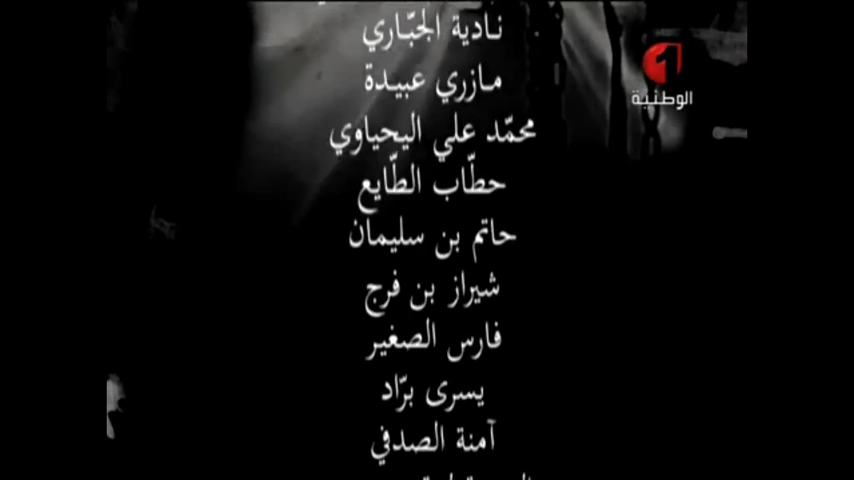 نادية الجبّاري
مازري عبيدة
محمّد علي اليحياوي
حطّاب الطّايع
حاتم بن سليمان
شيراز بن فرج
فارس الصغير
يسرى برّاد
آمنة الصدفي
1
الوطنية